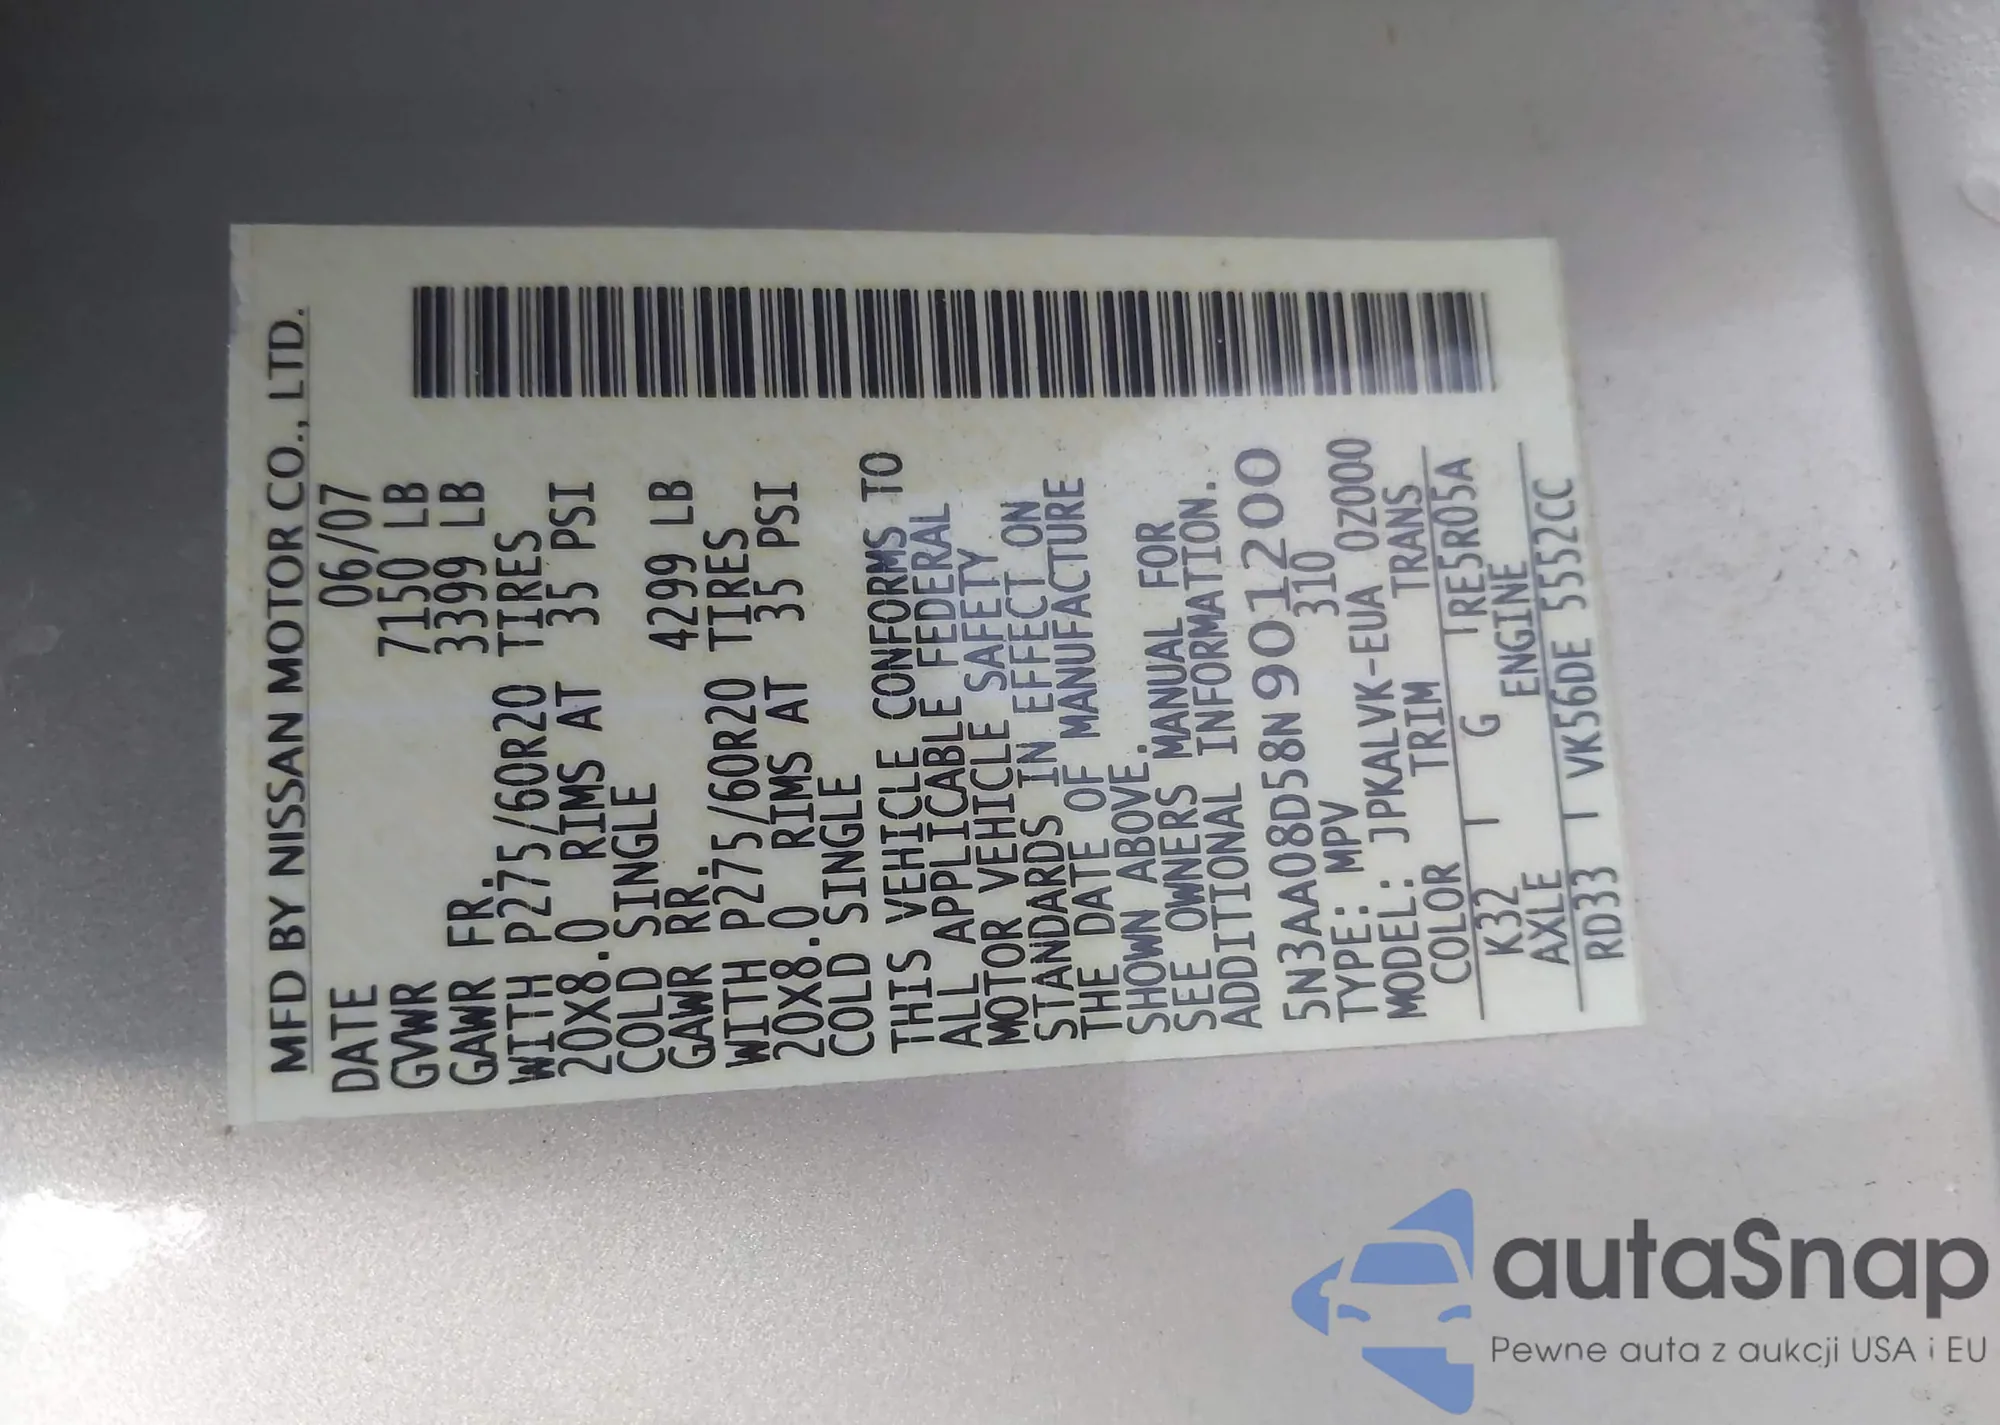 MFD BY NISSAN MOTOR CO., LTD.
DATE 06/07
GVWR 7150 LB
GAWR FR. 3399 LB
WITH P275/60R20 TIRES
20X8.0 RIMS AT 35 PSI
COLD SINGLE
GAWR RR. 4299 LB
WITH P275/60R20 TIRES
20X8.0 RIMS AT 35 PSI
COLD SINGLE
THIS VEHICLE CONFORMS TO
ALL APPLICABLE FEDERAL
MOTOR VEHICLE SAFETY
STANDARDS IN EFFECT ON
THE DATE OF MANUFACTURE
SHOWN ABOVE.
SEE OWNERS MANUAL FOR
ADDITIONAL INFORMATION.
5N3AA08D58N901200
TYPE: MPV 310
MODEL: JPKALVK-EUA 0Z000
COLOR TRIM TRANS
K32 G RE5R05A
AXLE ENGINE
RD33 VK56DE 5552CC
autaSnap
Pewne auta z aukcji USA i EU